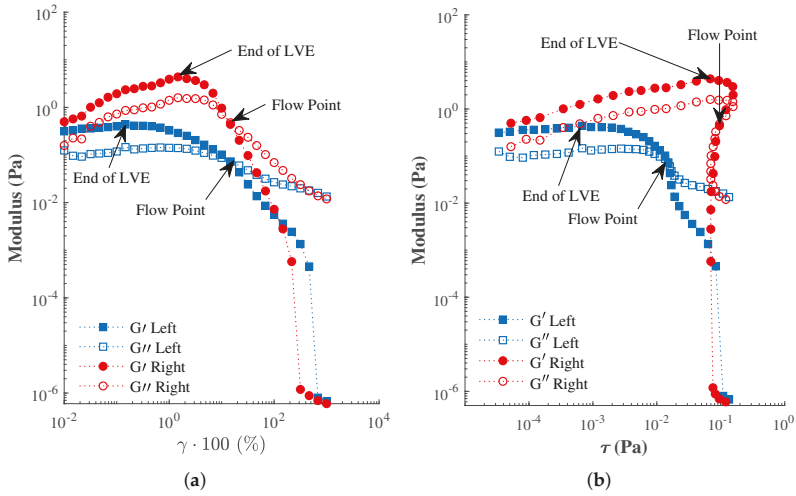 End of LVE
Flow Point
End of LVE
Flow Point
Modulus (Pa)
10^2
10^0
10^-2
10^-4
10^-6
G′ Left
G″ Left
G′ Right
G″ Right
10^-2 10^0 10^2 10^4
γ · 100 (%)
(a)
End of LVE
Flow Point
End of LVE
Flow Point
Modulus (Pa)
10^2
10^0
10^-2
10^-4
10^-6
G′ Left
G″ Left
G′ Right
G″ Right
10^-4 10^-3 10^-2 10^-1 10^0
τ (Pa)
(b)